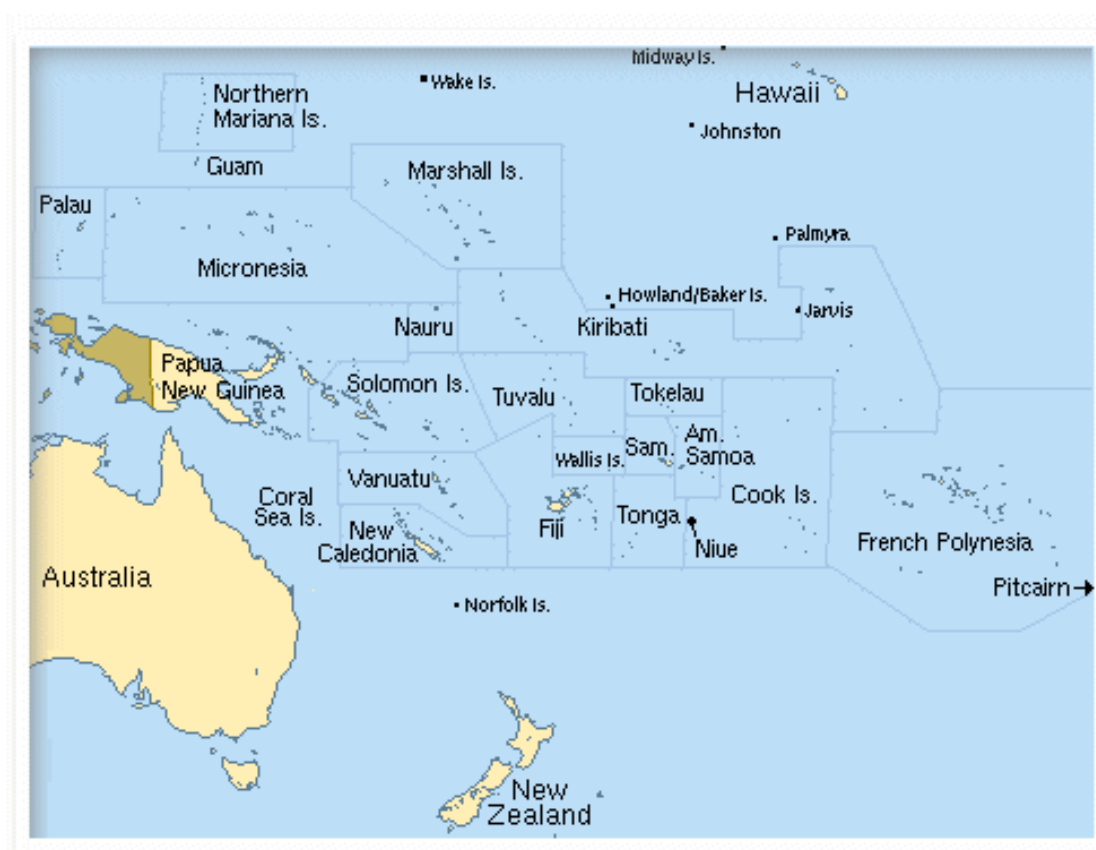 Midway Is.
Wake Is.
Hawaii
Northern
Mariana Is.
Johnston
Guam
Marshall Is.
Palau
Palmyra
Micronesia
Howland/Baker Is.
Jarvis
Nauru
Kiribati
Papua
New Guinea
Solomon Is.
Tuvalu
Tokelau
Am.
Samoa
Sam.
Wallis Is.
Vanuatu
Coral
Sea Is.
Cook Is.
Tonga
Fiji
New
Caledonia
Niue
French Polynesia
Australia
Pitcairn
Norfolk Is.
New
Zealand